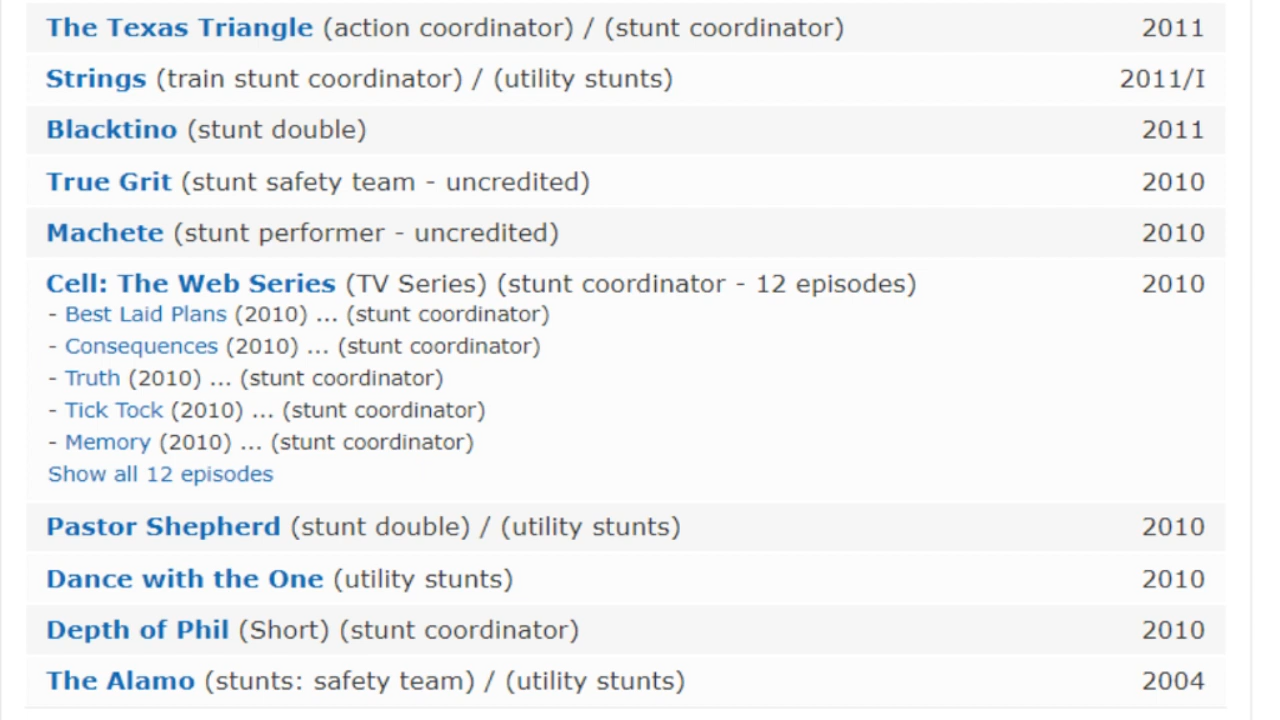 The Texas Triangle (action coordinator) / (stunt coordinator) 2011
Strings (train stunt coordinator) / (utility stunts) 2011/I
Blacktino (stunt double) 2011
True Grit (stunt safety team - uncredited) 2010
Machete (stunt performer - uncredited) 2010
Cell: The Web Series (TV Series) (stunt coordinator - 12 episodes) 2010
- Best Laid Plans (2010) ... (stunt coordinator)
- Consequences (2010) ... (stunt coordinator)
- Truth (2010) ... (stunt coordinator)
- Tick Tock (2010) ... (stunt coordinator)
- Memory (2010) ... (stunt coordinator)
Show all 12 episodes
Pastor Shepherd (stunt double) / (utility stunts) 2010
Dance with the One (utility stunts) 2010
Depth of Phil (Short) (stunt coordinator) 2010
The Alamo (stunts: safety team) / (utility stunts) 2004